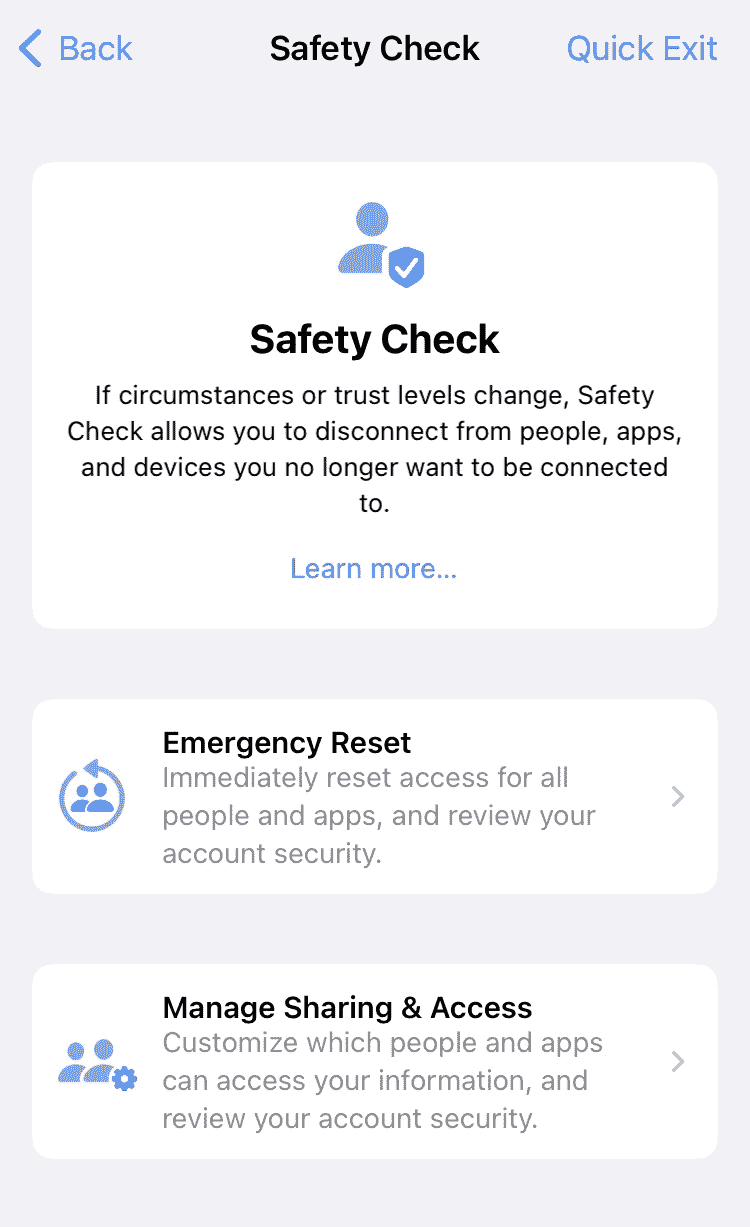 Back Safety Check Quick Exit
Safety Check
If circumstances or trust levels change, Safety
Check allows you to disconnect from people, apps,
and devices you no longer want to be connected
to.
Learn more...
Emergency Reset
Immediately reset access for all
people and apps, and review your
account security.
Manage Sharing & Access
Customize which people and apps
can access your information, and
review your account security.